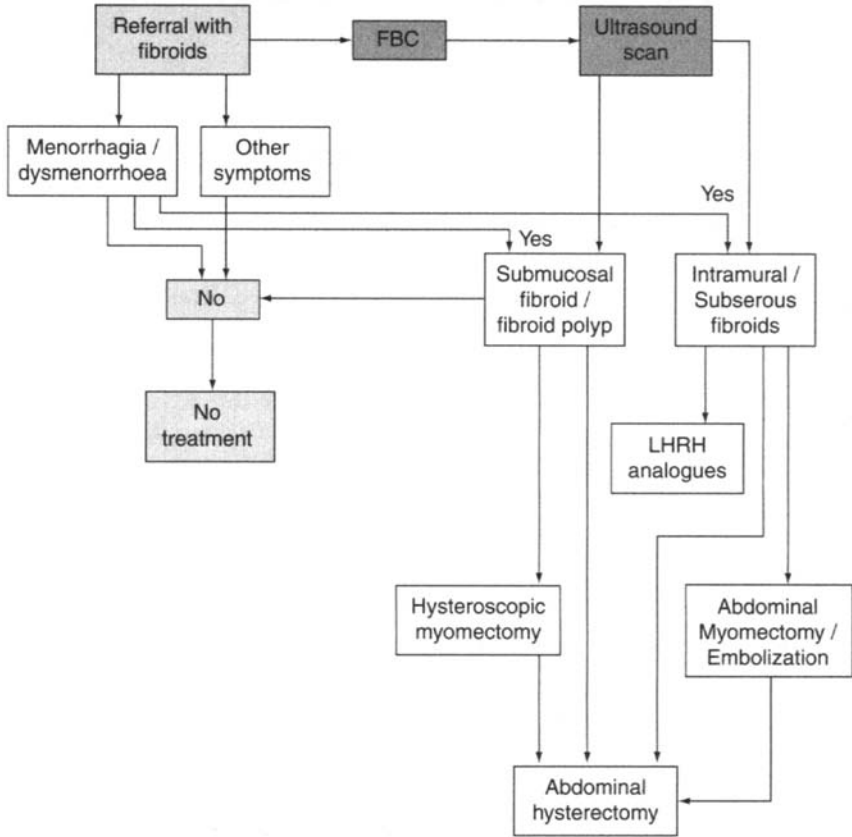 Referral with
fibroids
FBC
Ultrasound
scan
Menorrhagia /
dysmenorrhoea
Other
symptoms
Yes
Yes
No
Submucosal
fibroid /
fibroid polyp
Intramural /
Subserous
fibroids
No
treatment
LHRH
analogues
Hysteroscopic
myomectomy
Abdominal
Myomectomy /
Embolization
Abdominal
hysterectomy